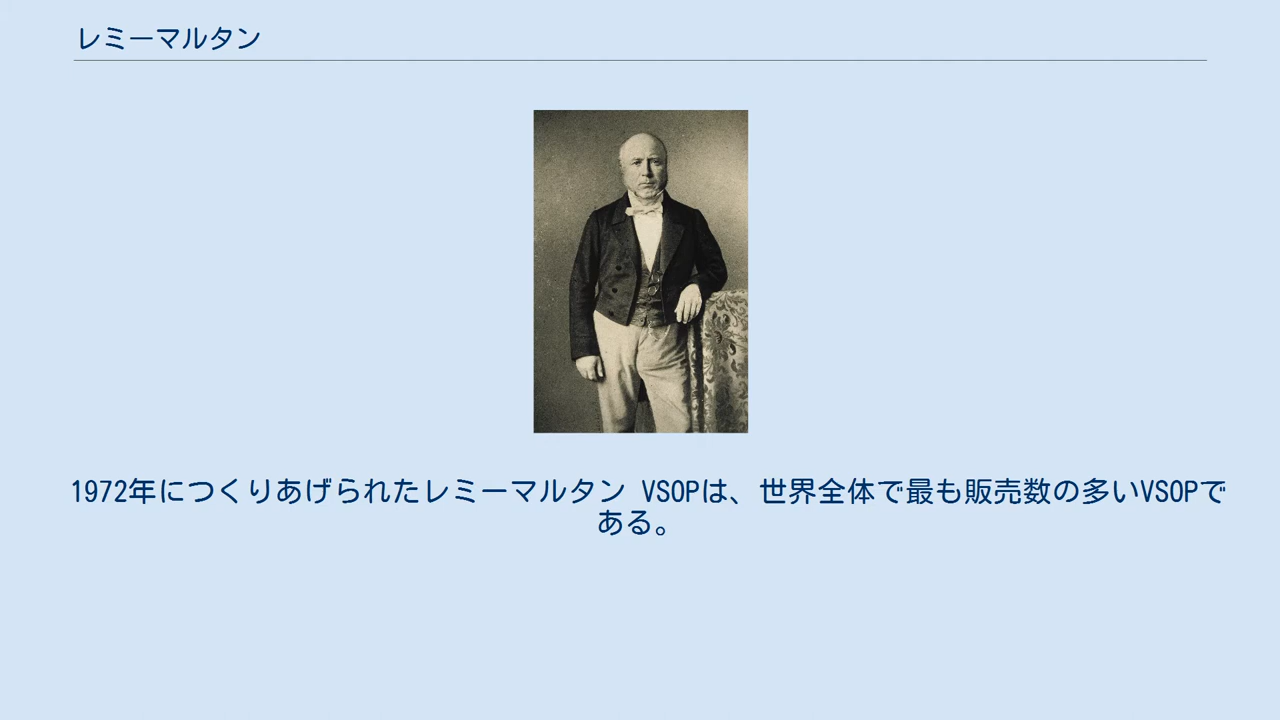 レミーマルタン
1972年につくりあげられたレミーマルタン VSOPは、世界全体で最も販売数の多いVSOPで
ある。